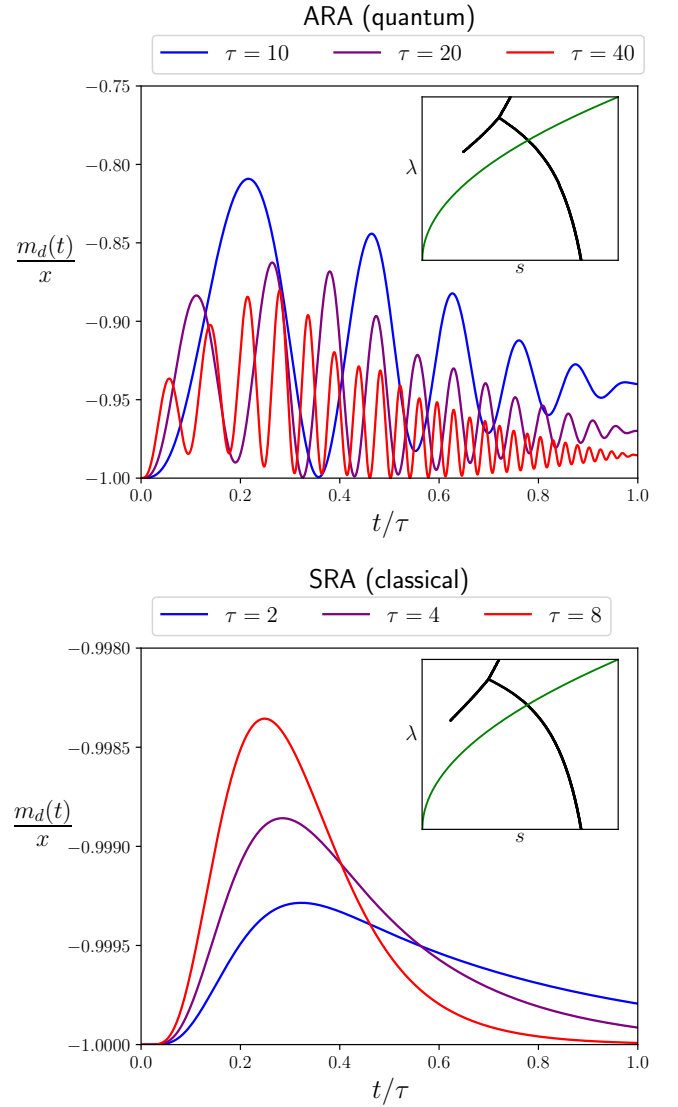 ARA (quantum)
τ = 10 τ = 20 τ = 40
−0.75
−0.80
−0.85
−0.90
−0.95
−1.00
m_d(t)/x
λ
s
0.0 0.2 0.4 0.6 0.8 1.0
t/τ
SRA (classical)
τ = 2 τ = 4 τ = 8
−0.9980
−0.9985
−0.9990
−0.9995
−1.0000
m_d(t)/x
λ
s
0.0 0.2 0.4 0.6 0.8 1.0
t/τ